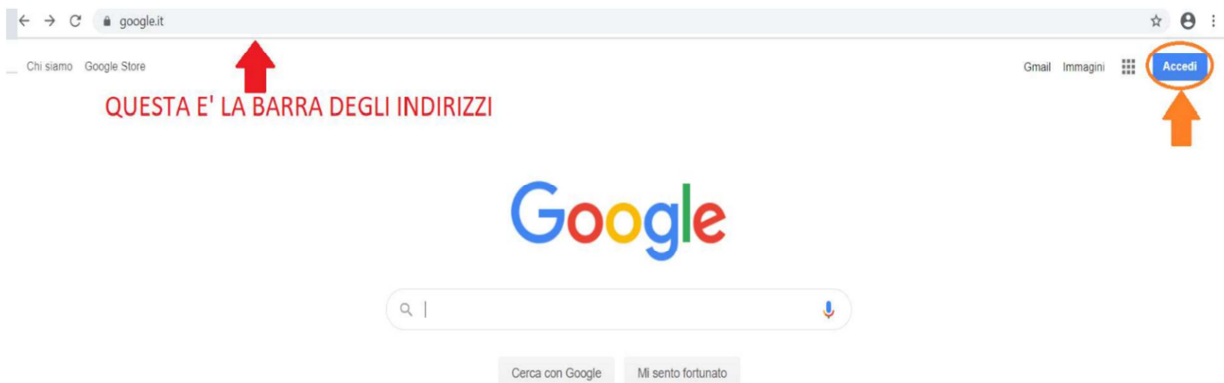 google.it
Chi siamo Google Store Gmail Immagini Accedi
QUESTA E' LA BARRA DEGLI INDIRIZZI
Google
Cerca con Google Mi sento fortunato